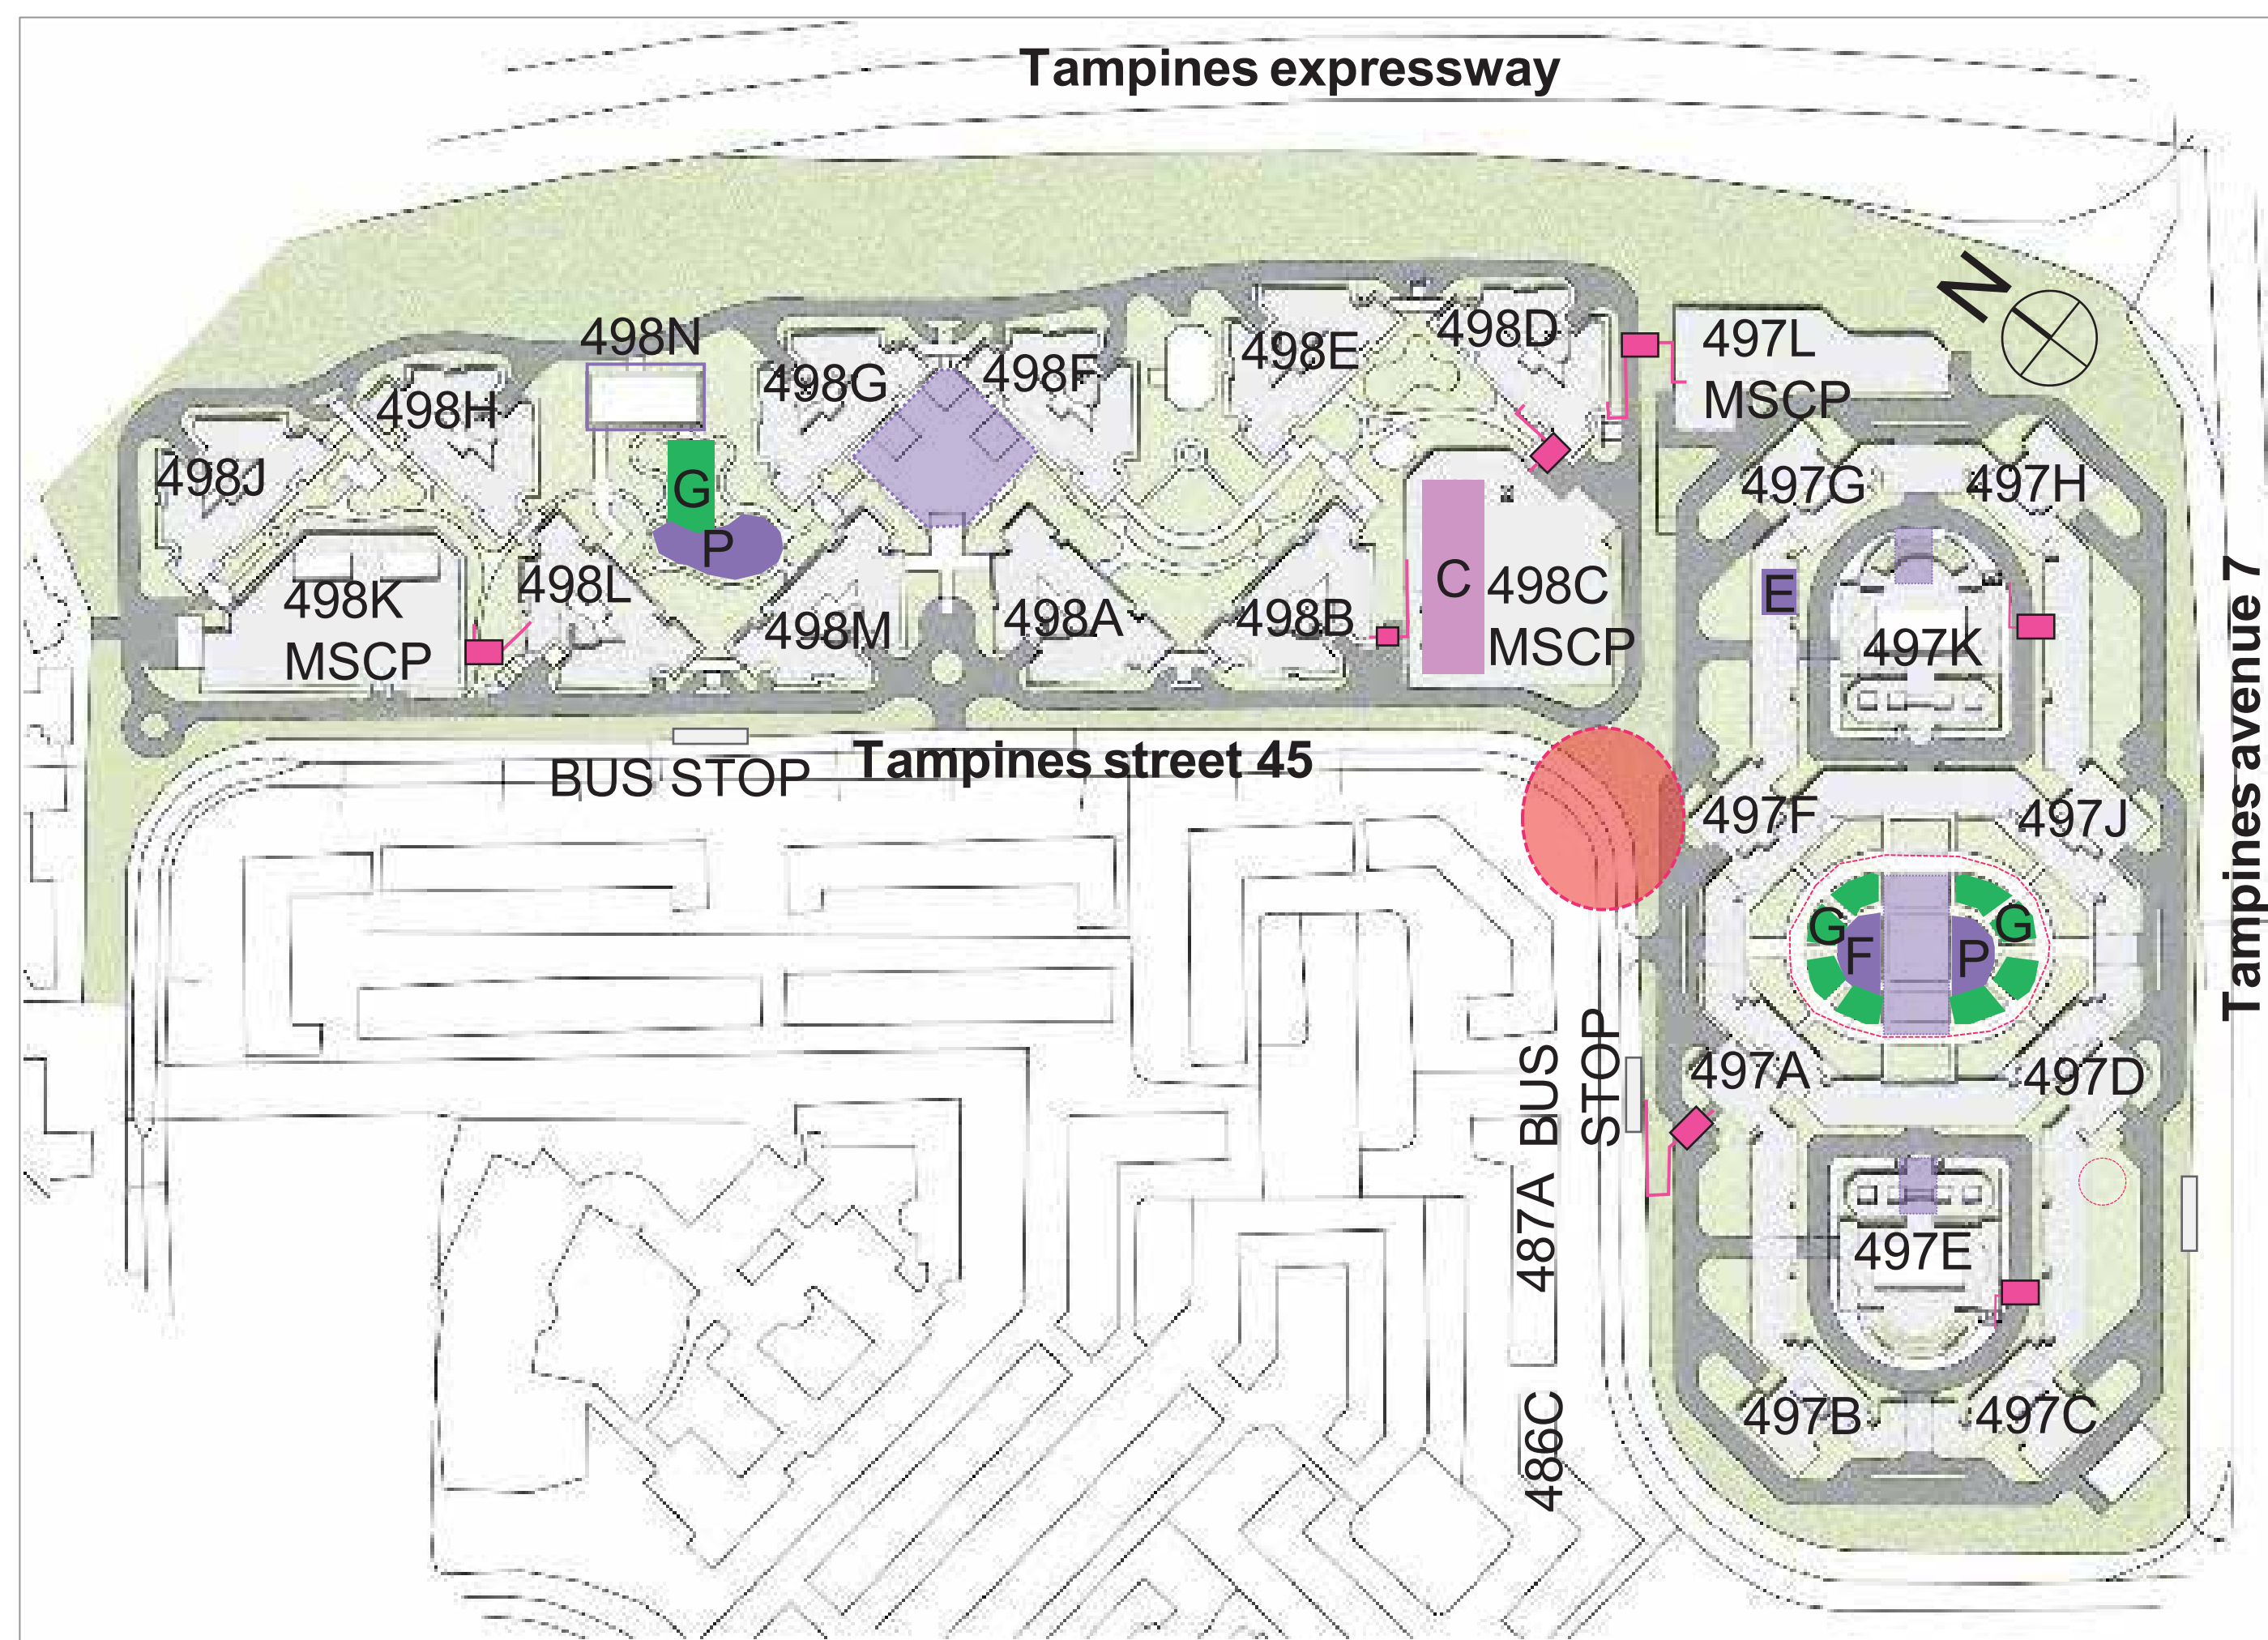 Tampines expressway
N
498N
497L
MSCP
498E
498D
498G
498F
498H
498J
G
P
497G
497H
498K
MSCP
498L
498M
498A
498B
C
498C
MSCP
E
497K
Tampines avenue 7
BUS STOP
Tampines street 45
497F
497J
G
F
P
G
497A
497D
BUS
STOP
487A
497E
486C
497B
497C